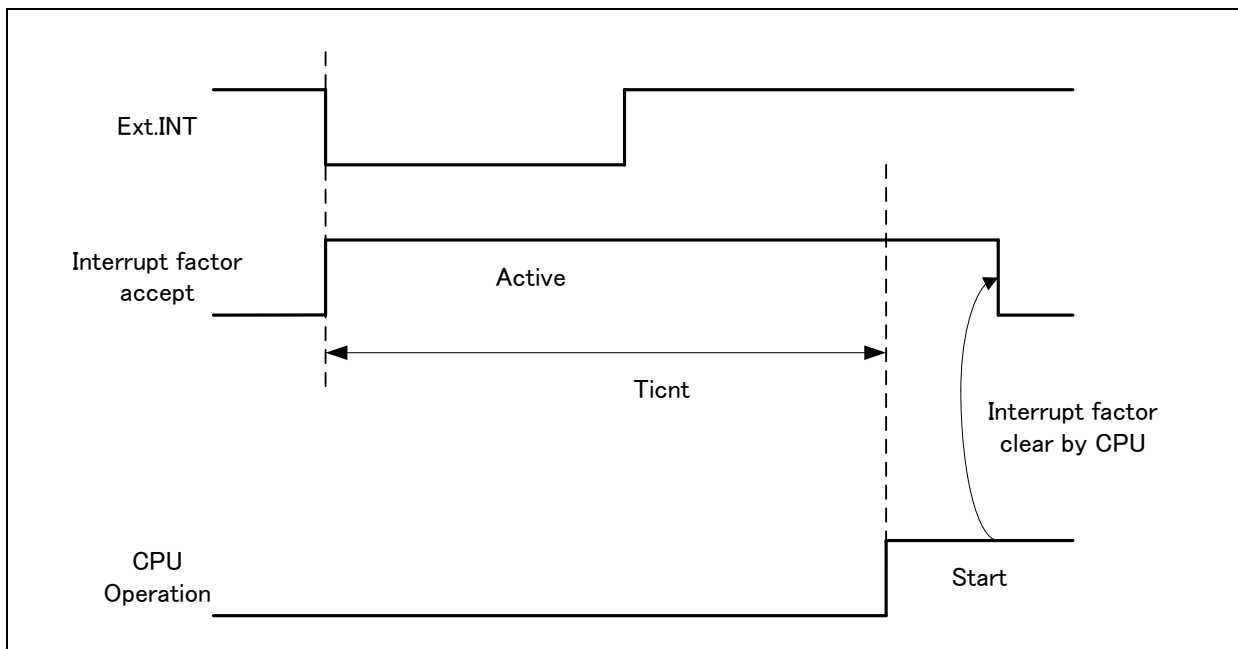 Ext.INT
Interrupt factor
accept
Active
Ticnt
Interrupt factor
clear by CPU
CPU
Operation
Start